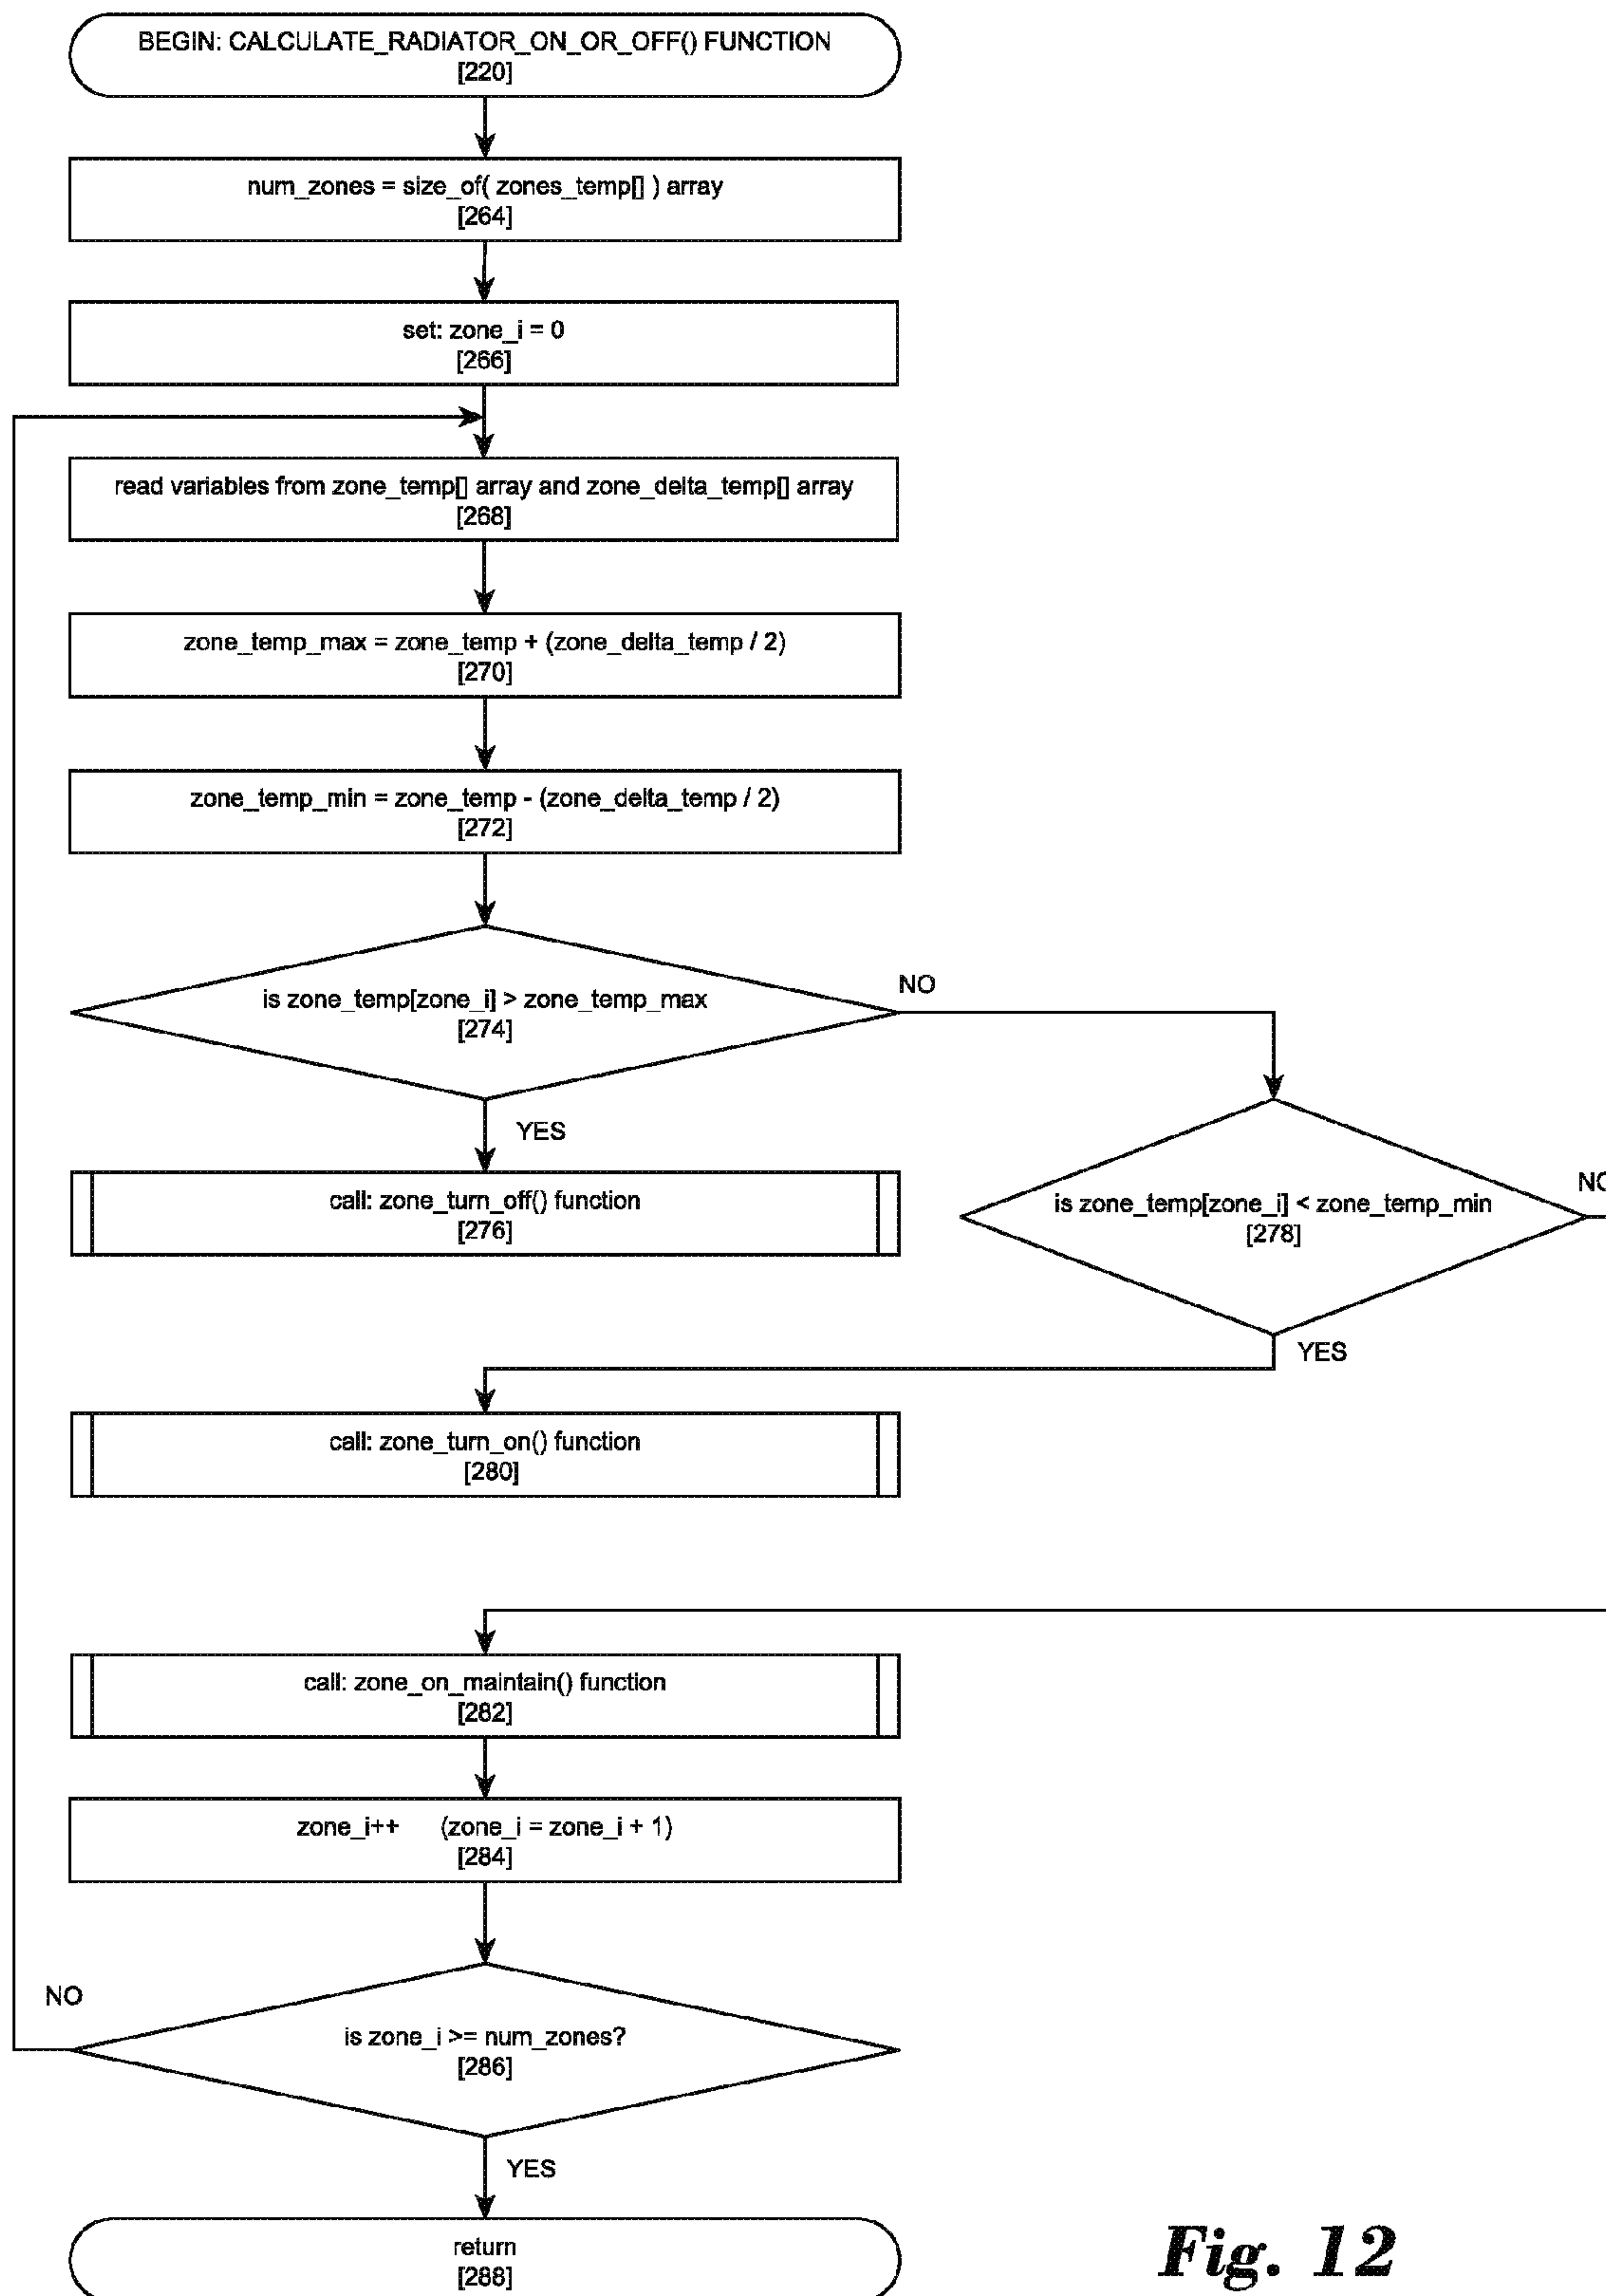 BEGIN: CALCULATE_RADIATOR_ON_OR_OFF() FUNCTION
[220]
num_zones = size_of( zones_temp[] ) array
[264]
set: zone_i = 0
[266]
read variables from zone_temp[] array and zone_delta_temp[] array
[268]
zone_temp_max = zone_temp + (zone_delta_temp / 2)
[270]
zone_temp_min = zone_temp - (zone_delta_temp / 2)
[272]
is zone_temp[zone_i] > zone_temp_max
[274]
NO
YES
call: zone_turn_off() function
[276]
is zone_temp[zone_i] < zone_temp_min
[278]
NO
YES
call: zone_turn_on() function
[280]
call: zone_on_maintain() function
[282]
zone_i++ (zone_i = zone_i + 1)
[284]
NO
is zone_i >= num_zones?
[286]
YES
return
[288]
Fig. 12